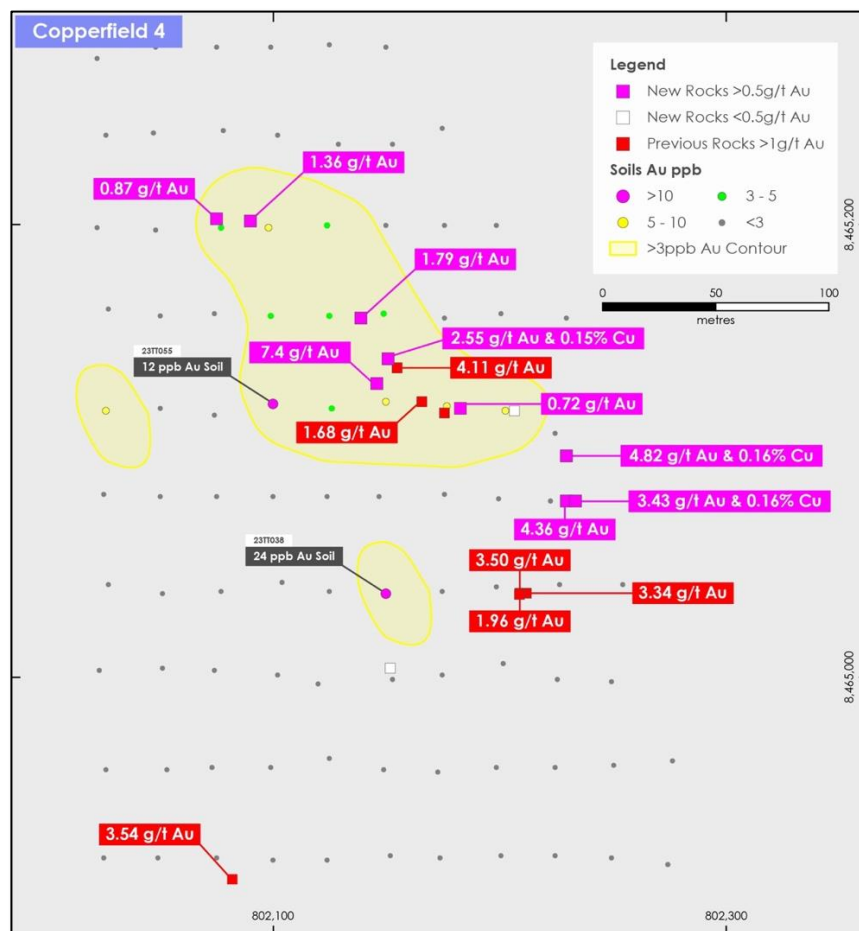 Copperfield 4
Legend
New Rocks >0.5g/t Au
New Rocks <0.5g/t Au
Previous Rocks >1g/t Au
Soils Au ppb
>10
3 - 5
5 - 10
<3
>3ppb Au Contour
0
50
100
metres
1.36 g/t Au
0.87 g/t Au
8,465,200
1.79 g/t Au
2.55 g/t Au & 0.15% Cu
23TT055
12 ppb Au Soil
7.4 g/t Au
4.11 g/t Au
0.72 g/t Au
1.68 g/t Au
4.82 g/t Au & 0.16% Cu
3.43 g/t Au & 0.16% Cu
4.36 g/t Au
23TT038
24 ppb Au Soil
3.50 g/t Au
3.34 g/t Au
1.96 g/t Au
8,465,000
3.54 g/t Au
802,100
802,300